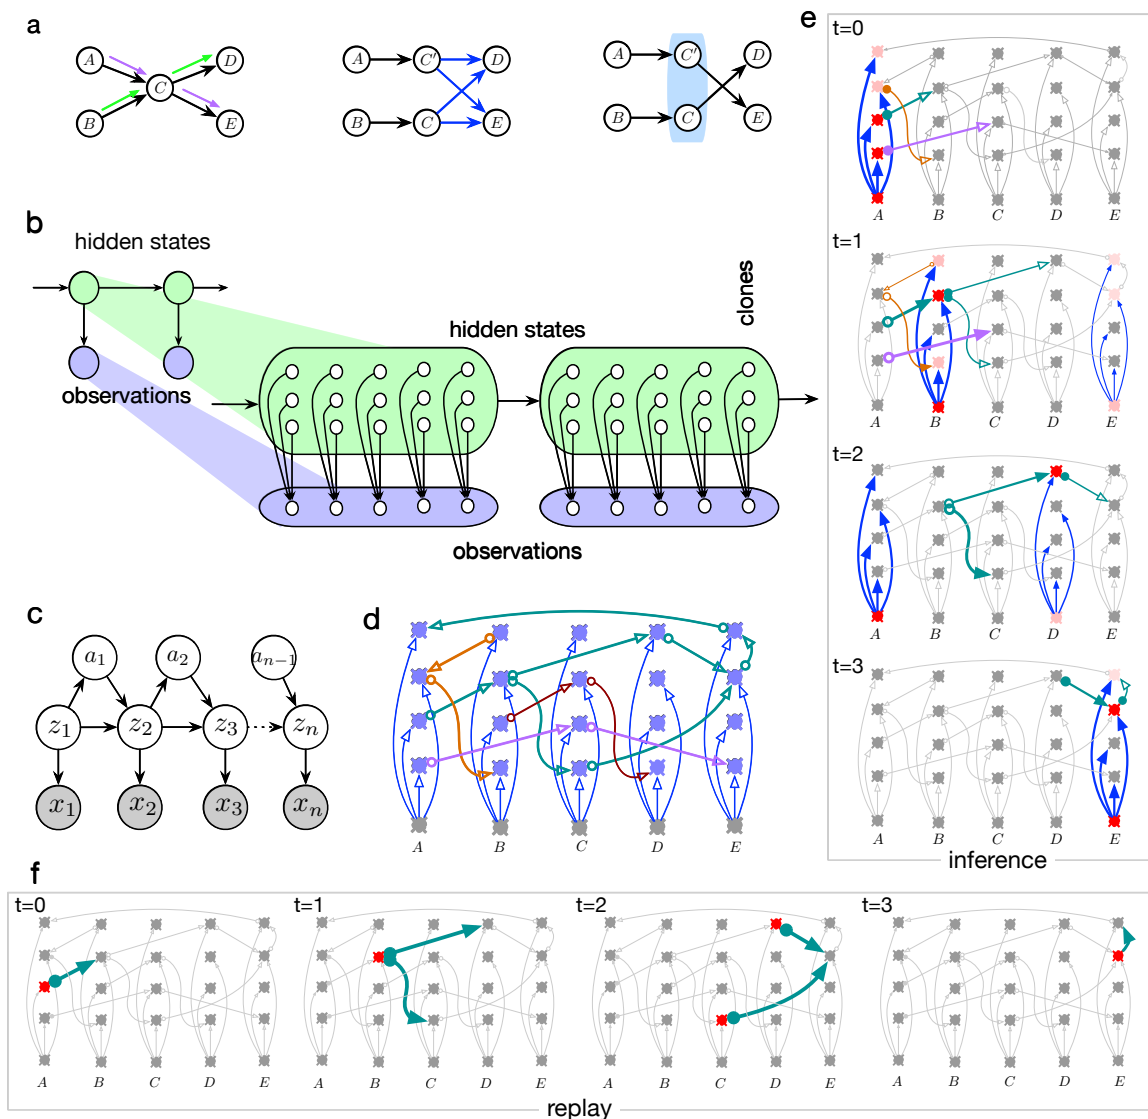 a
A
B
C
D
E
A
B
C′
C
D
E
A
B
C′
C
D
E
b
hidden states
observations
hidden states
clones
observations
c
a1 a2 an−1
z1 z2 z3 zn
x1 x2 x3 xn
d
A B C D E
e
t=0
A B C D E
t=1
A B C D E
t=2
A B C D E
t=3
A B C D E
inference
f
t=0
A B C D E
t=1
A B C D E
t=2
A B C D E
t=3
A B C D E
replay